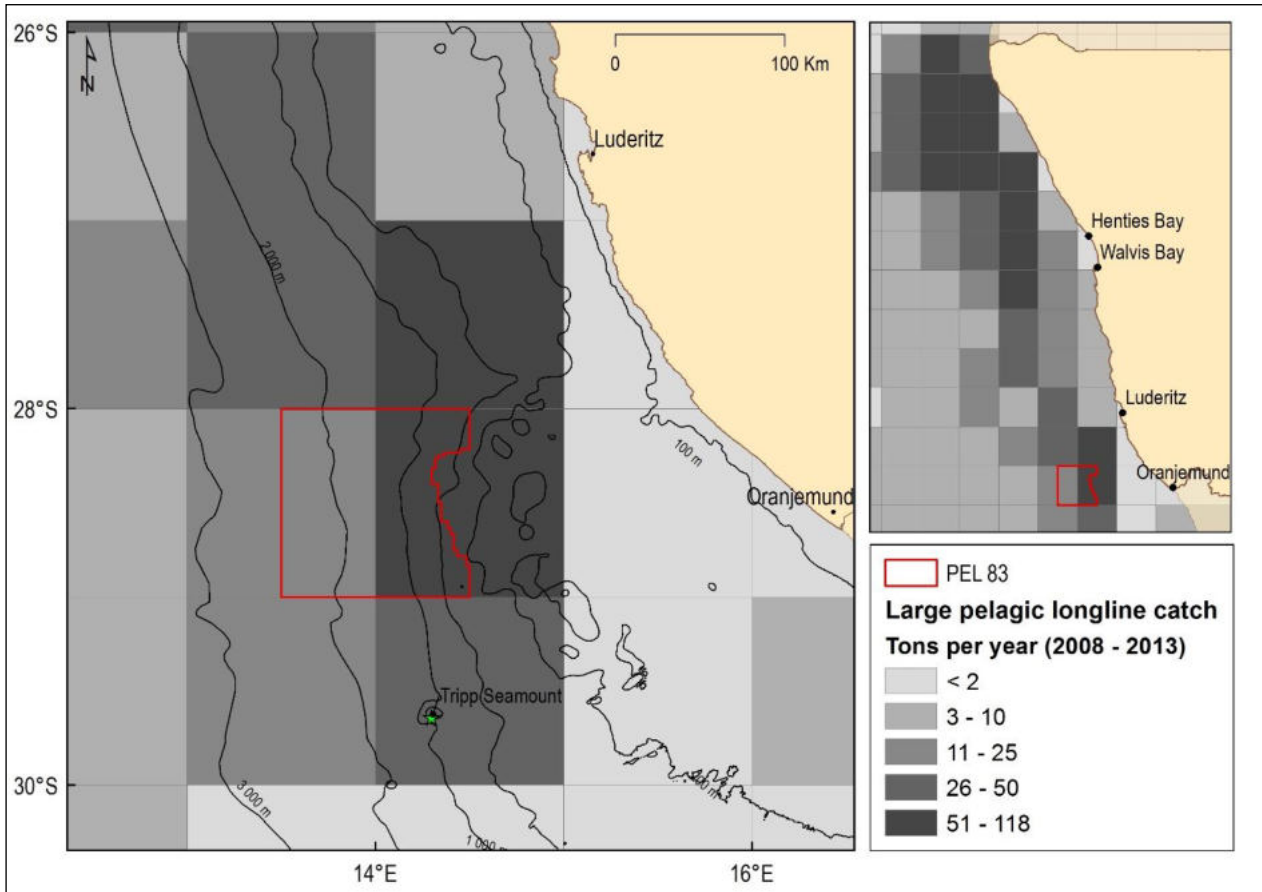 26°S
28°S
30°S
14°E
16°E
N
0
100 Km
Luderitz
2 000 m
100 m
Oranjemund
Tripp Seamount
3 000 m
1 000
Henties Bay
Walvis Bay
Luderitz
Oranjemund
PEL 83
Large pelagic longline catch
Tons per year (2008 - 2013)
< 2
3 - 10
11 - 25
26 - 50
51 - 118